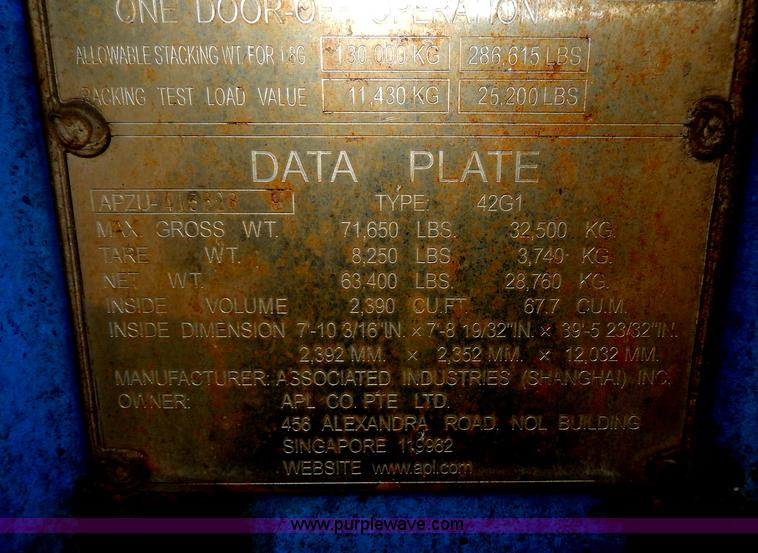 ONE DOOR-OFF OPERATION
ALLOWABLE STACKING WT. FOR 1.8G 130,000 KG 286,615 LBS
RACKING TEST LOAD VALUE 11,430 KG 25,200 LBS
DATA PLATE
APZU- TYPE: 42G1
MAX. GROSS WT. 71,650 LBS. 32,500 KG.
TARE WT. 8,250 LBS. 3,740 KG.
NET WT. 63,400 LBS. 28,760 KG.
INSIDE VOLUME 2,390 CU.FT. 67.7 CU.M.
INSIDE DIMENSION 7'-10 3/16"IN. × 7'-8 19/32"IN. × 39'-5 23/32"IN.
2,392 MM. × 2,352 MM. × 12,032 MM.
MANUFACTURER: ASSOCIATED INDUSTRIES (SHANGHAI) INC.
OWNER: APL CO. PTE LTD.
456 ALEXANDRA ROAD, NOL BUILDING
SINGAPORE 119962
WEBSITE www.apl.com
www.purplewave.com